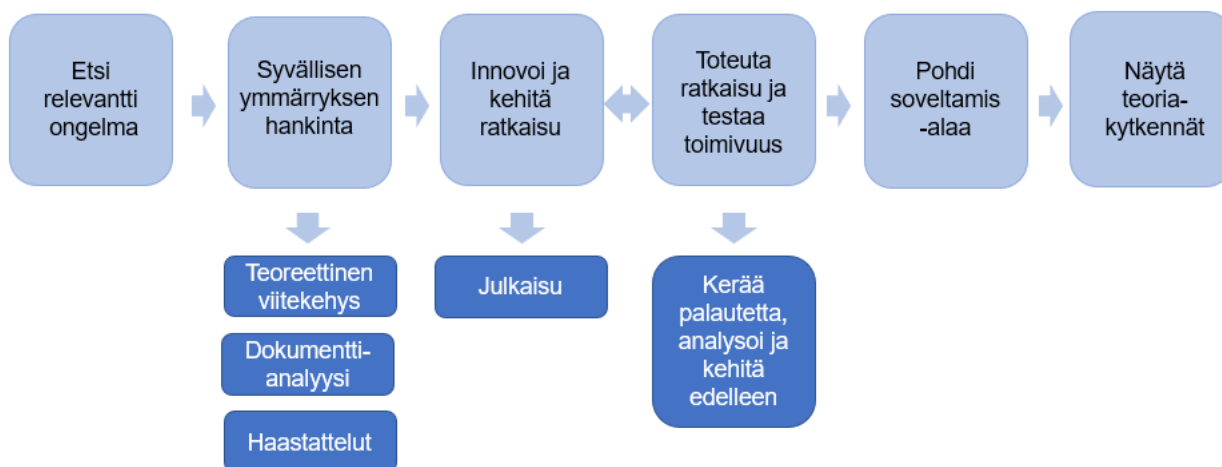 Etsi
relevantti
ongelma
Syvällisen
ymmärryksen
hankinta
Innovoi ja
kehitä
ratkaisu
Toteuta
ratkaisu ja
testaa
toimivuus
Pohdi
soveltamis
-alaa
Näytä
teoria-
kytkennät
Teoreettinen
viitekehys
Dokumentti-
analyysi
Haastattelut
Julkaisu
Kerää
palautetta,
analysoi ja
kehitä
edelleen